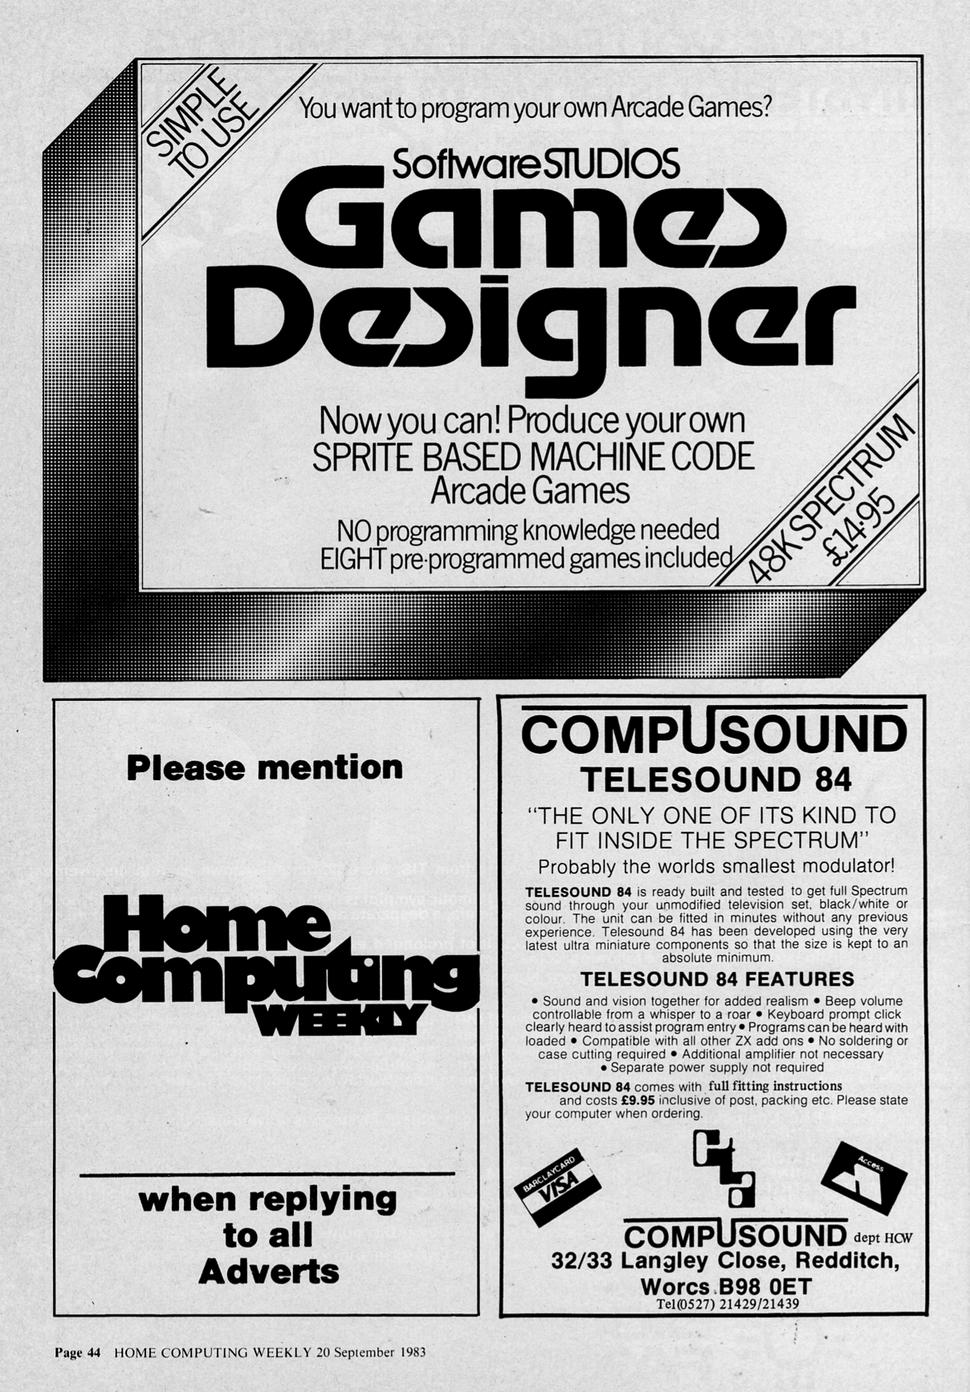 SIMPLE
TO USE
You want to program your own Arcade Games?
Software STUDIOS
Games
Designer
Now you can! Produce your own
SPRITE BASED MACHINE CODE
Arcade Games
NO programming knowledge needed
EIGHT pre-programmed games included
48K SPECTRUM
£14·95
Please mention
Home
Computing
WEEKLY
when replying
to all
Adverts
COMPUSOUND
TELESOUND 84
"THE ONLY ONE OF ITS KIND TO
FIT INSIDE THE SPECTRUM"
Probably the worlds smallest modulator!
TELESOUND 84 is ready built and tested to get full Spectrum
sound through your unmodified television set, black/white or
colour. The unit can be fitted in minutes without any previous
experience. Telesound 84 has been developed using the very
latest ultra miniature components so that the size is kept to an
absolute minimum.
TELESOUND 84 FEATURES
• Sound and vision together for added realism • Beep volume
controllable from a whisper to a roar • Keyboard prompt click
clearly heard to assist program entry • Programs can be heard with
loaded • Compatible with all other ZX add ons • No soldering or
case cutting required • Additional amplifier not necessary
• Separate power supply not required
TELESOUND 84 comes with full fitting instructions
and costs £9.95 inclusive of post, packing etc. Please state
your computer when ordering.
BARCLAYCARD
VISA
Access
COMPUSOUND dept HCW
32/33 Langley Close, Redditch,
Worcs.B98 0ET
Tel(0527) 21429/21439
Page 44 HOME COMPUTING WEEKLY 20 September 1983